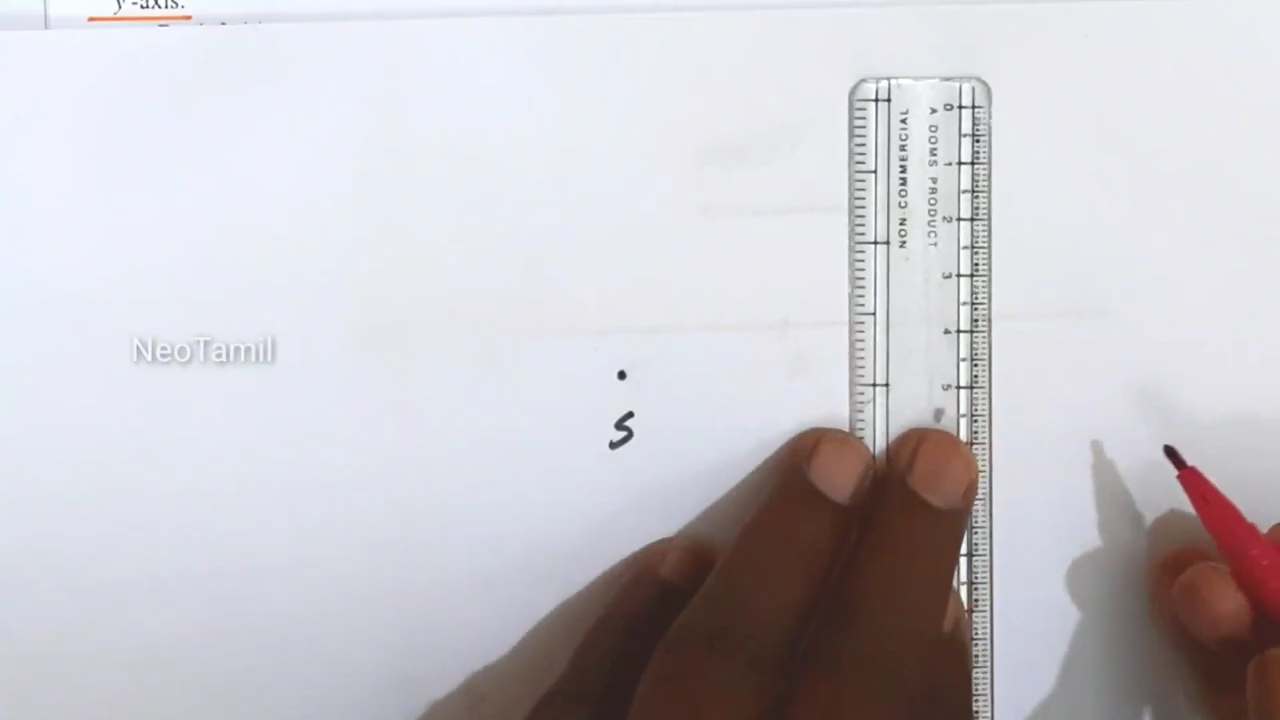 y-axis.
NON-COMMERCIAL
A DOMS PRODUCT
0
1
2
3
4
5
NeoTamil
S